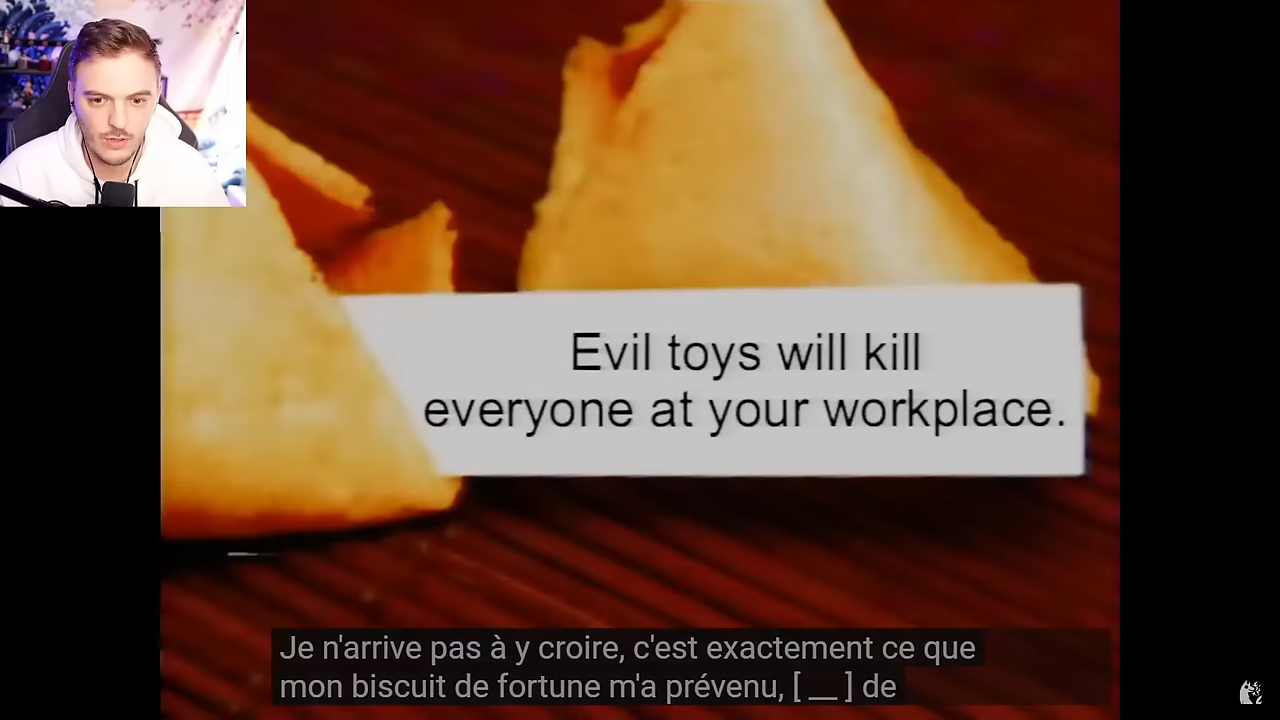 Evil toys will kill
everyone at your workplace.
Je n'arrive pas à y croire, c'est exactement ce que
mon biscuit de fortune m'a prévenu, [ __ ] de